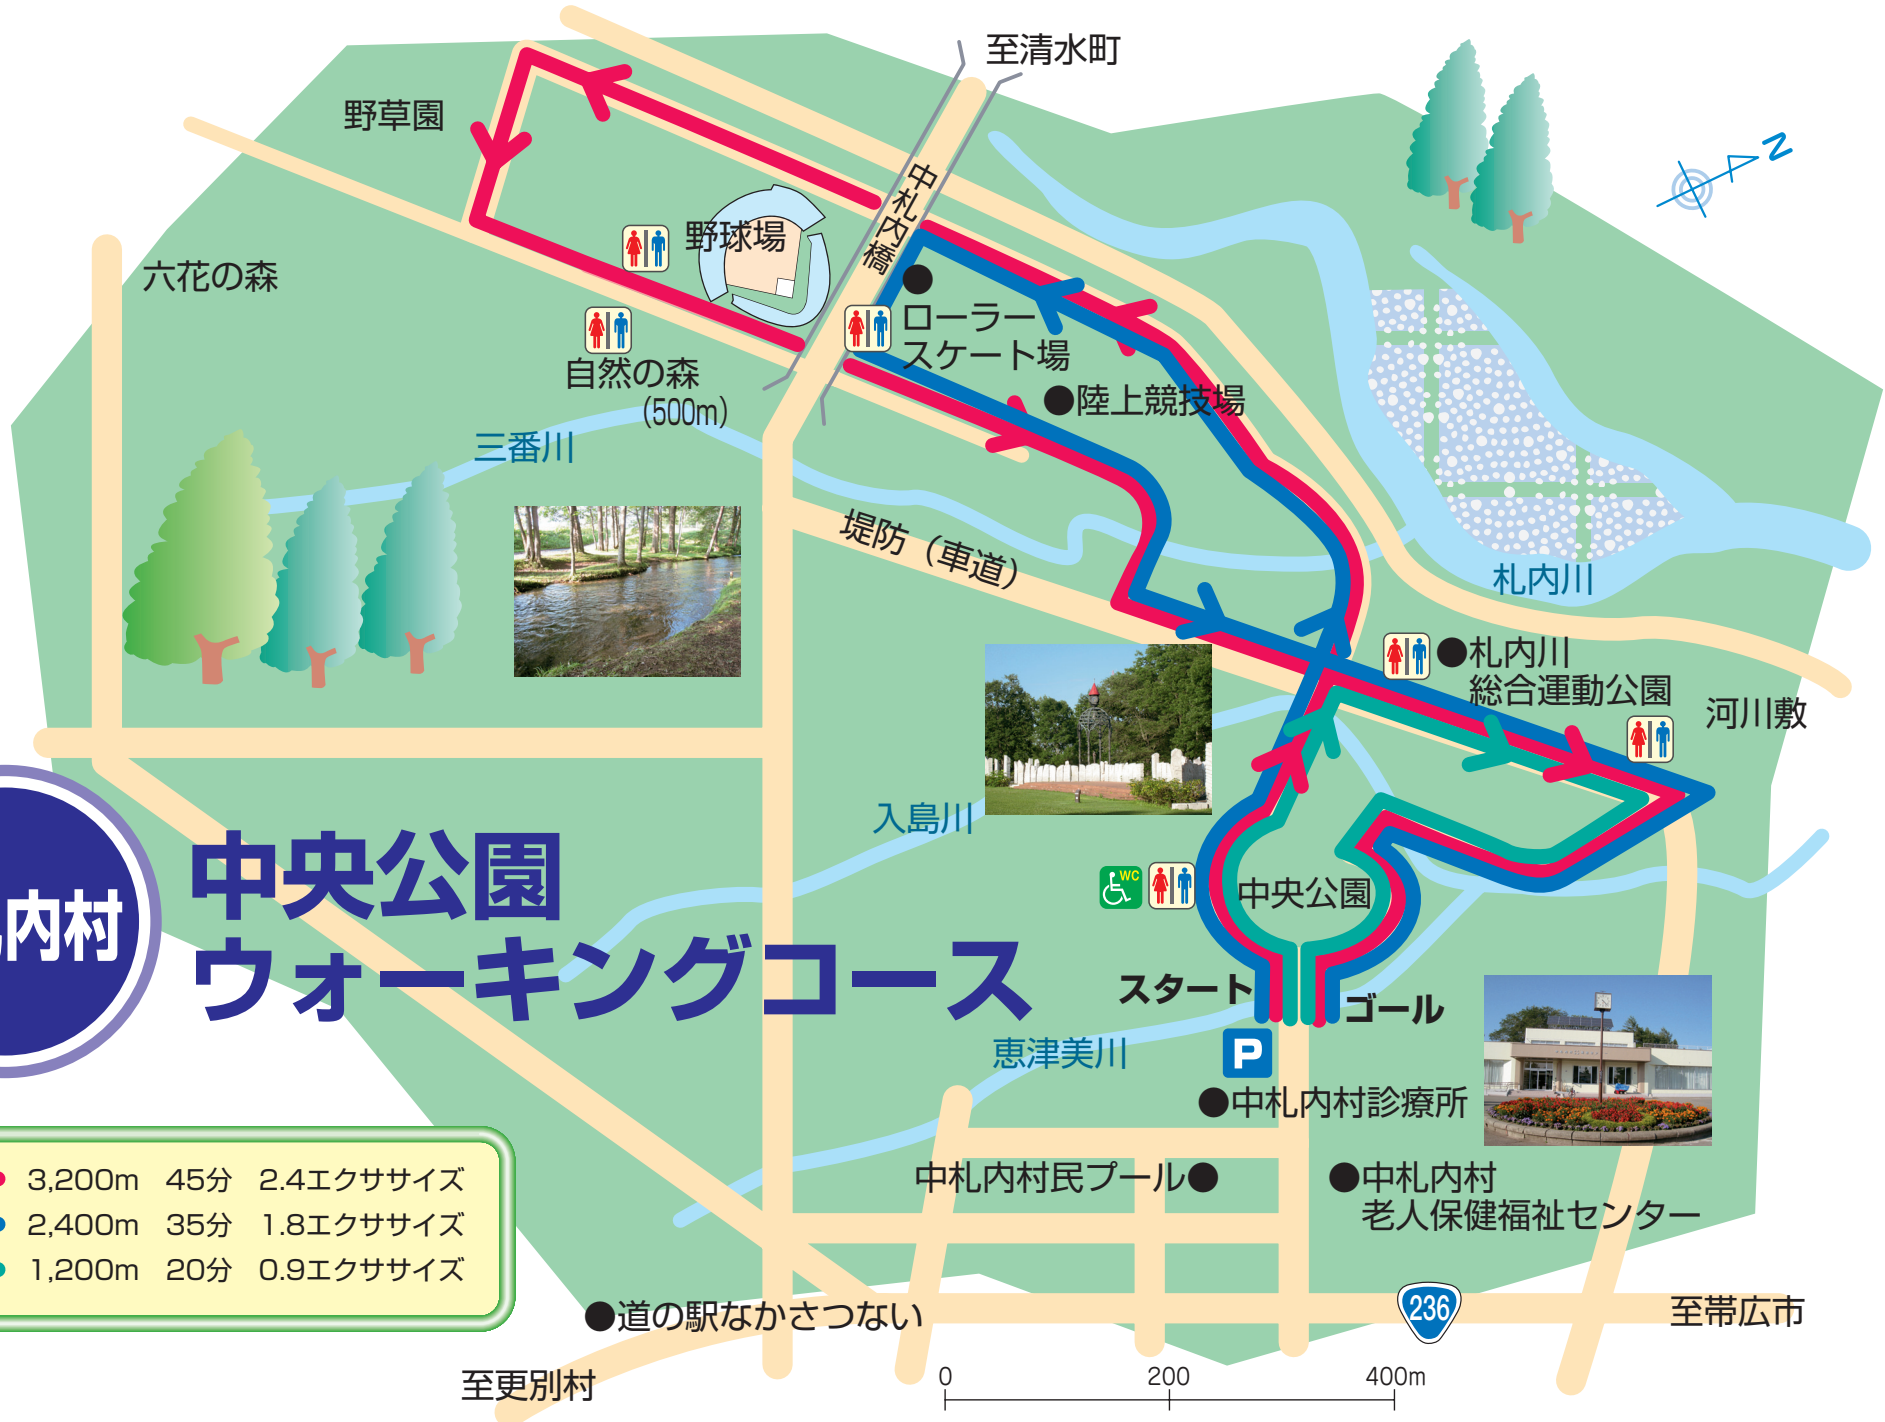 至清水町
野草園
中札内橋
N
野球場
六花の森
ローラー
スケート場
自然の森
(500m)
●陸上競技場
三番川
堤防（車道）
札内川
●札内川
総合運動公園
河川敷
入島川
中央公園
ウォーキングコース
内村
WC
中央公園
スタート
ゴール
恵津美川
P
●中札内村診療所
3,200m 45分 2.4エクササイズ
2,400m 35分 1.8エクササイズ
1,200m 20分 0.9エクササイズ
中札内村民プール●
●中札内村
老人保健福祉センター
●道の駅なかさつない
236
至帯広市
至更別村
0 200 400m